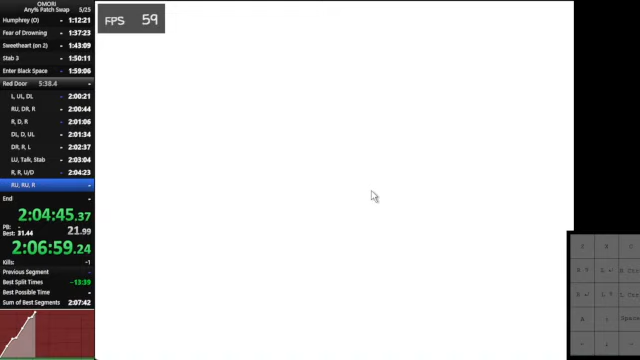 OMORI
Any% Patch Swap 5/25
Humphrey (O) - 1:12:21
Fear of Drowning - 1:37:23
Sweetheart (on 2) - 1:43:09
Stab 3 - 1:50:11
Enter Black Space - 1:59:06
Red Door 5:38.4 -
L, UL, DL - 2:00:21
RU, DR, R - 2:00:44
R, D, R - 2:01:06
DL, D, UL - 2:01:34
DR, R, L - 2:02:37
LU, Talk, Stab - 2:03:04
R, R, U/D - 2:04:23
RU, RU, R -
End -
2:04:45.37
PB: -
Best: 31.44 21.99
2:06:59.24
Kills: -1
Previous Segment -
Best Split Times -13:39
Best Possible Time -
Sum of Best Segments 2:07:42
FPS 59
Space